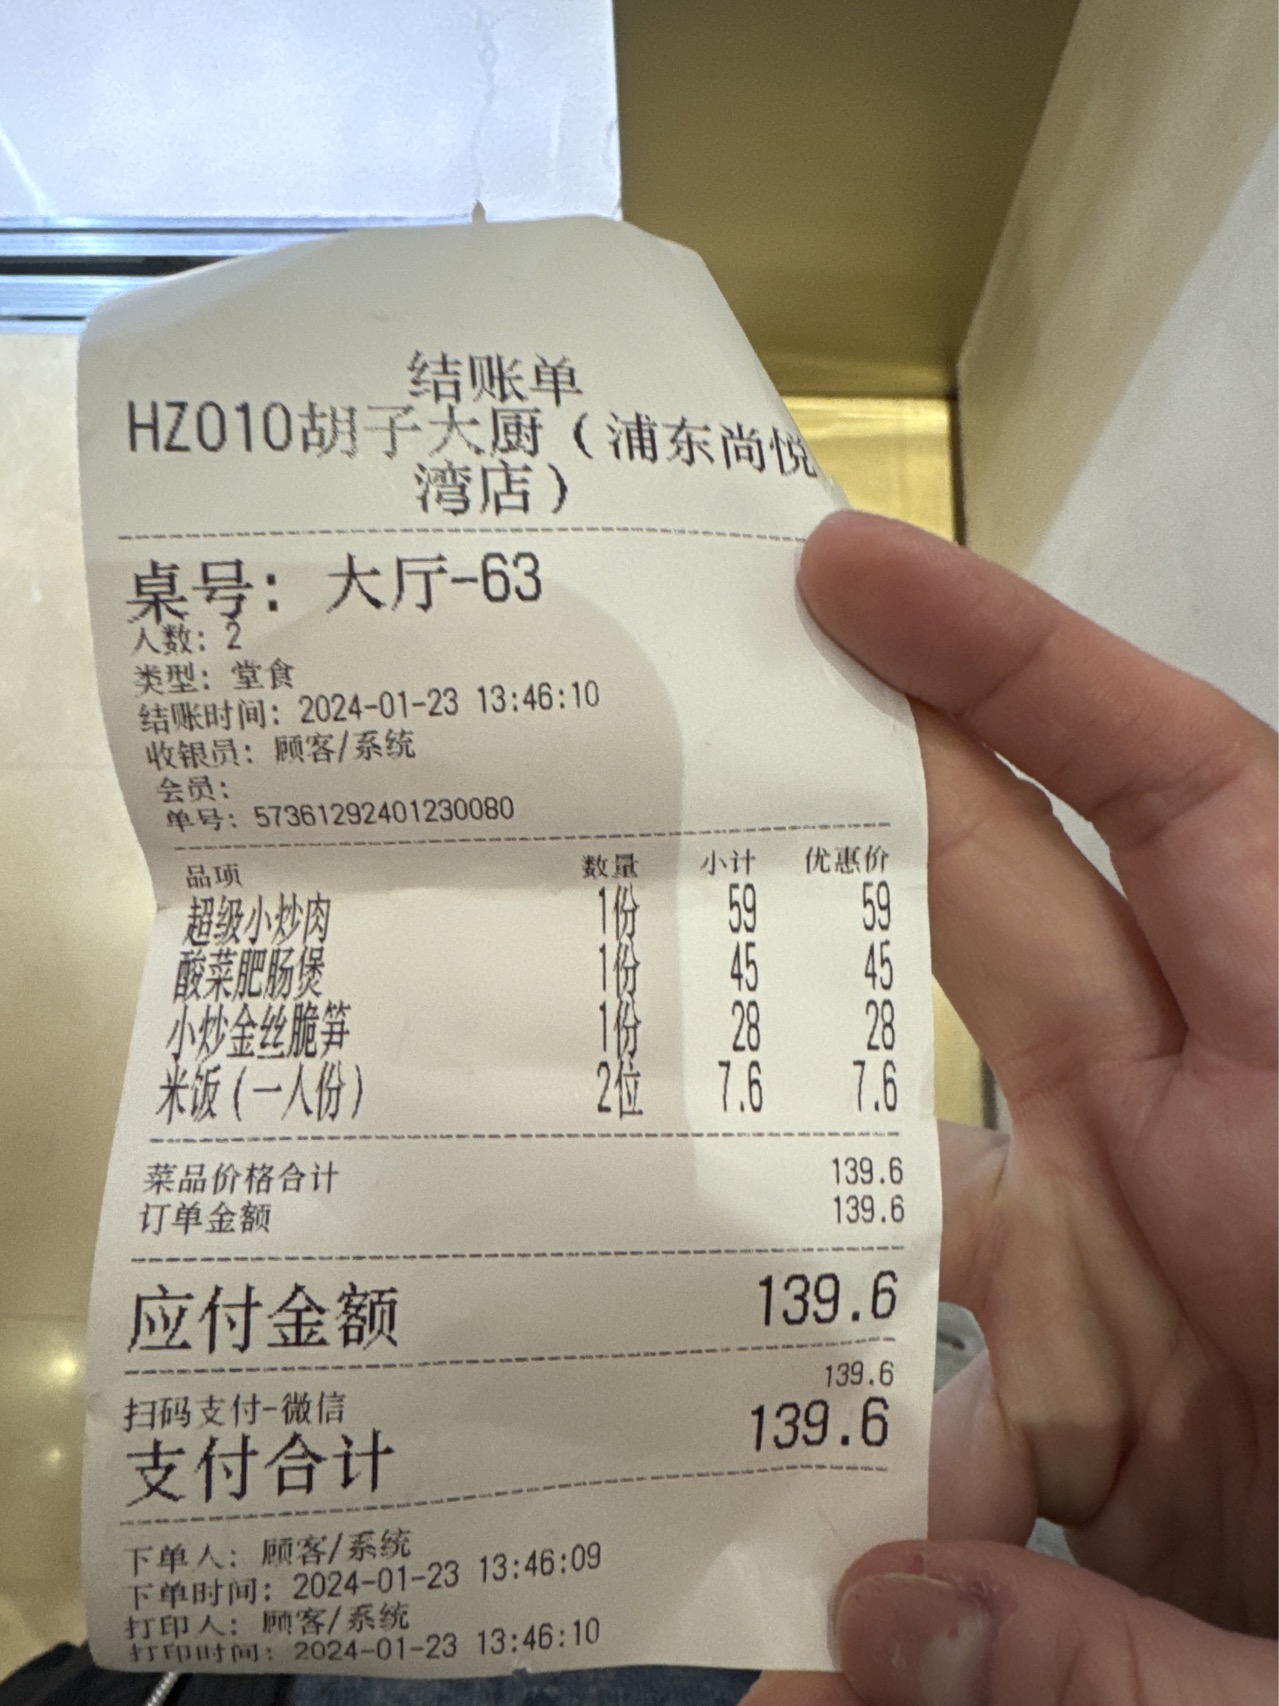 结账单
HZ010胡子大厨（浦东尚悦
湾店）
桌号: 大厅-63
人数: 2
类型: 堂食
结账时间: 2024-01-23 13:46:10
收银员: 顾客/系统
会员:
单号: 57361292401230080
品项 数量 小计 优惠价
超级小炒肉 1份 59 59
酸菜肥肠煲 1份 45 45
小炒金丝脆笋 1份 28 28
米饭(一人份) 2位 7.6 7.6
菜品价格合计 139.6
订单金额 139.6
应付金额 139.6
扫码支付-微信 139.6
支付合计 139.6
下单人: 顾客/系统
下单时间: 2024-01-23 13:46:09
打印人: 顾客/系统
打印时间: 2024-01-23 13:46:10